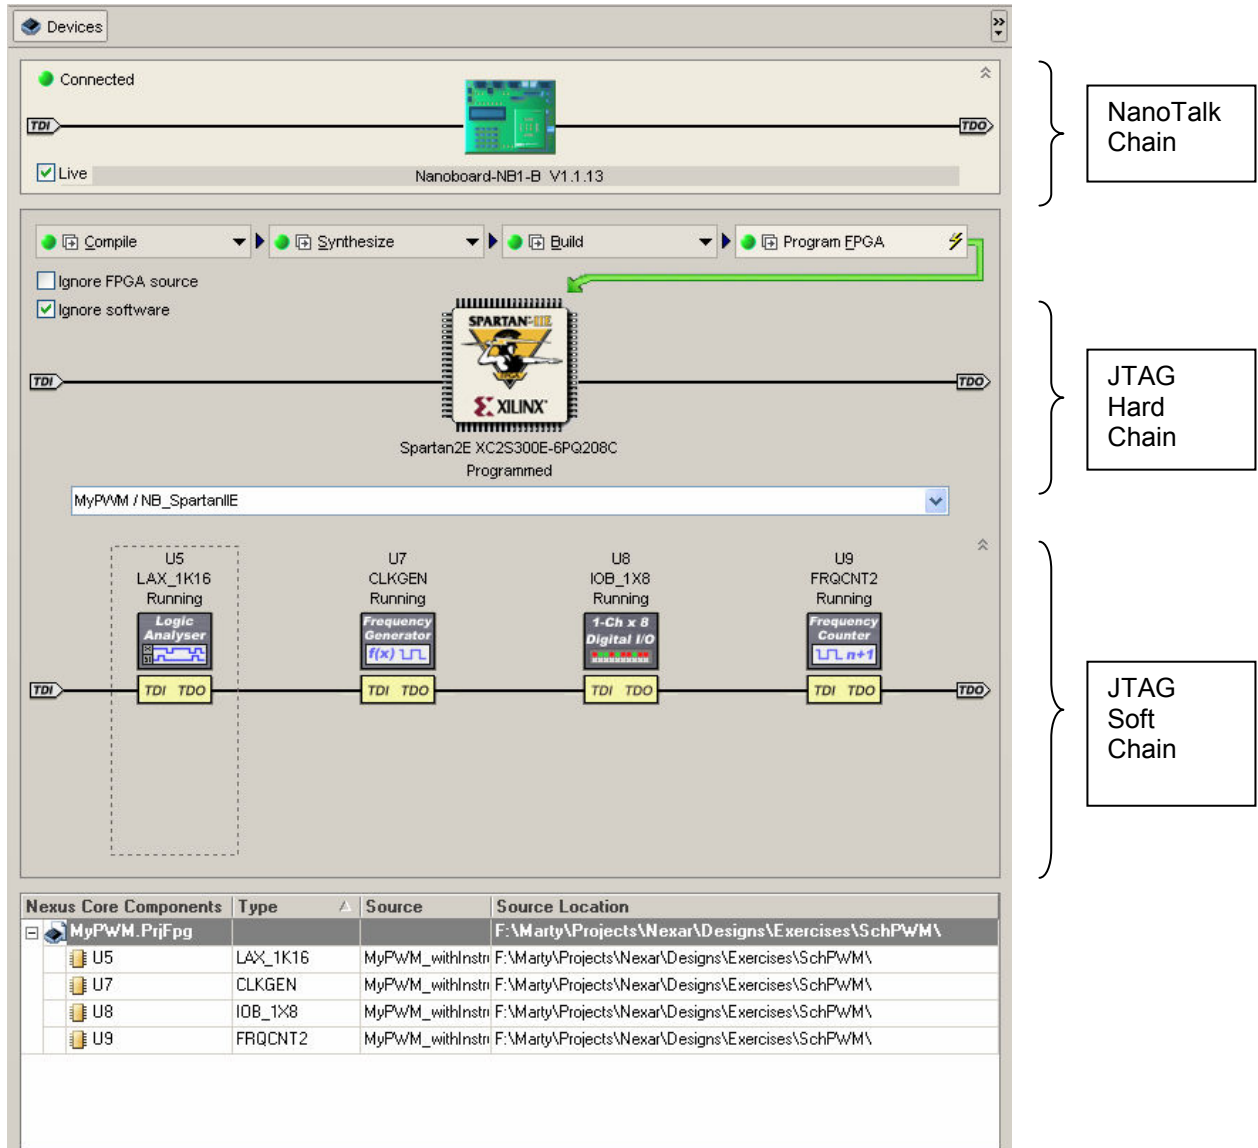 Devices
Connected
TDI
TDO
Live
Nanoboard-NB1-B V1.1.13
NanoTalk
Chain
Compile
Synthesize
Build
Program FPGA
Ignore FPGA source
Ignore software
SPARTAN-IIE
FPGA
XILINX
TDI
TDO
Spartan2E XC2S300E-6PQ208C
Programmed
MyPWM / NB_SpartanIIE
JTAG
Hard
Chain
U5
LAX_1K16
Running
Logic
Analyser
TDI TDO
U7
CLKGEN
Running
Frequency
Generator
f(x)
TDI TDO
U8
IOB_1X8
Running
1-Ch x 8
Digital I/O
TDI TDO
U9
FRQCNT2
Running
Frequency
Counter
n+1
TDI TDO
TDI
TDO
JTAG
Soft
Chain
Nexus Core Components Type Source Source Location
MyPWM.PrjFpg F:\Marty\Projects\Nexar\Designs\Exercises\SchPWM\
U5 LAX_1K16 MyPWM_withInstr F:\Marty\Projects\Nexar\Designs\Exercises\SchPWM\
U7 CLKGEN MyPWM_withInstr F:\Marty\Projects\Nexar\Designs\Exercises\SchPWM\
U8 IOB_1X8 MyPWM_withInstr F:\Marty\Projects\Nexar\Designs\Exercises\SchPWM\
U9 FRQCNT2 MyPWM_withInstr F:\Marty\Projects\Nexar\Designs\Exercises\SchPWM\